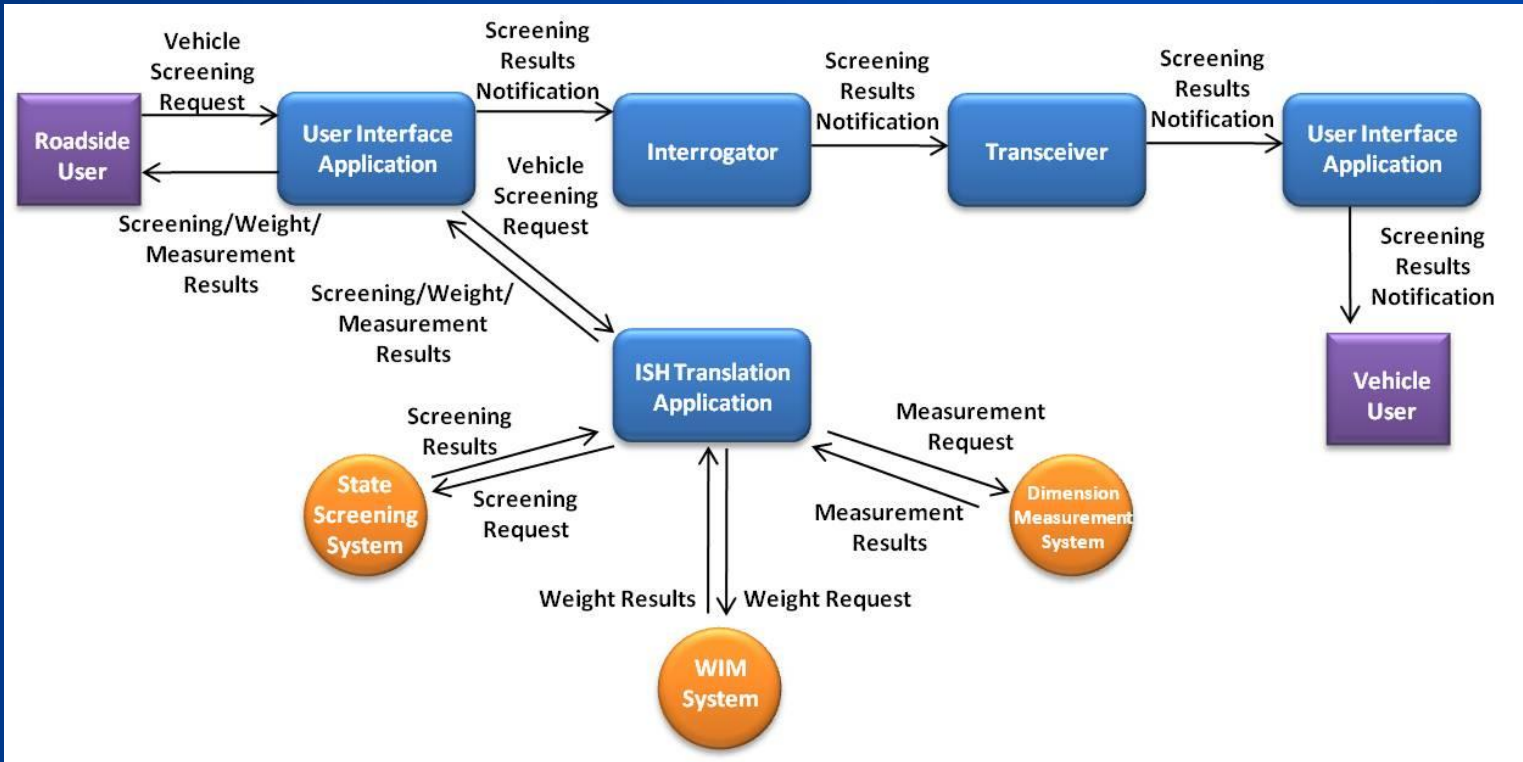 Vehicle
Screening
Request
Screening
Results
Notification
Screening
Results
Notification
Screening
Results
Notification
Roadside
User
User Interface
Application
Interrogator
Transceiver
User Interface
Application
Vehicle
Screening
Request
Screening/Weight/
Measurement
Results
Screening
Results
Notification
Screening/Weight/
Measurement
Results
Vehicle
User
ISH Translation
Application
Screening
Results
Measurement
Request
State
Screening
System
Screening
Request
Measurement
Results
Dimension
Measurement
System
Weight Results
Weight Request
WIM
System